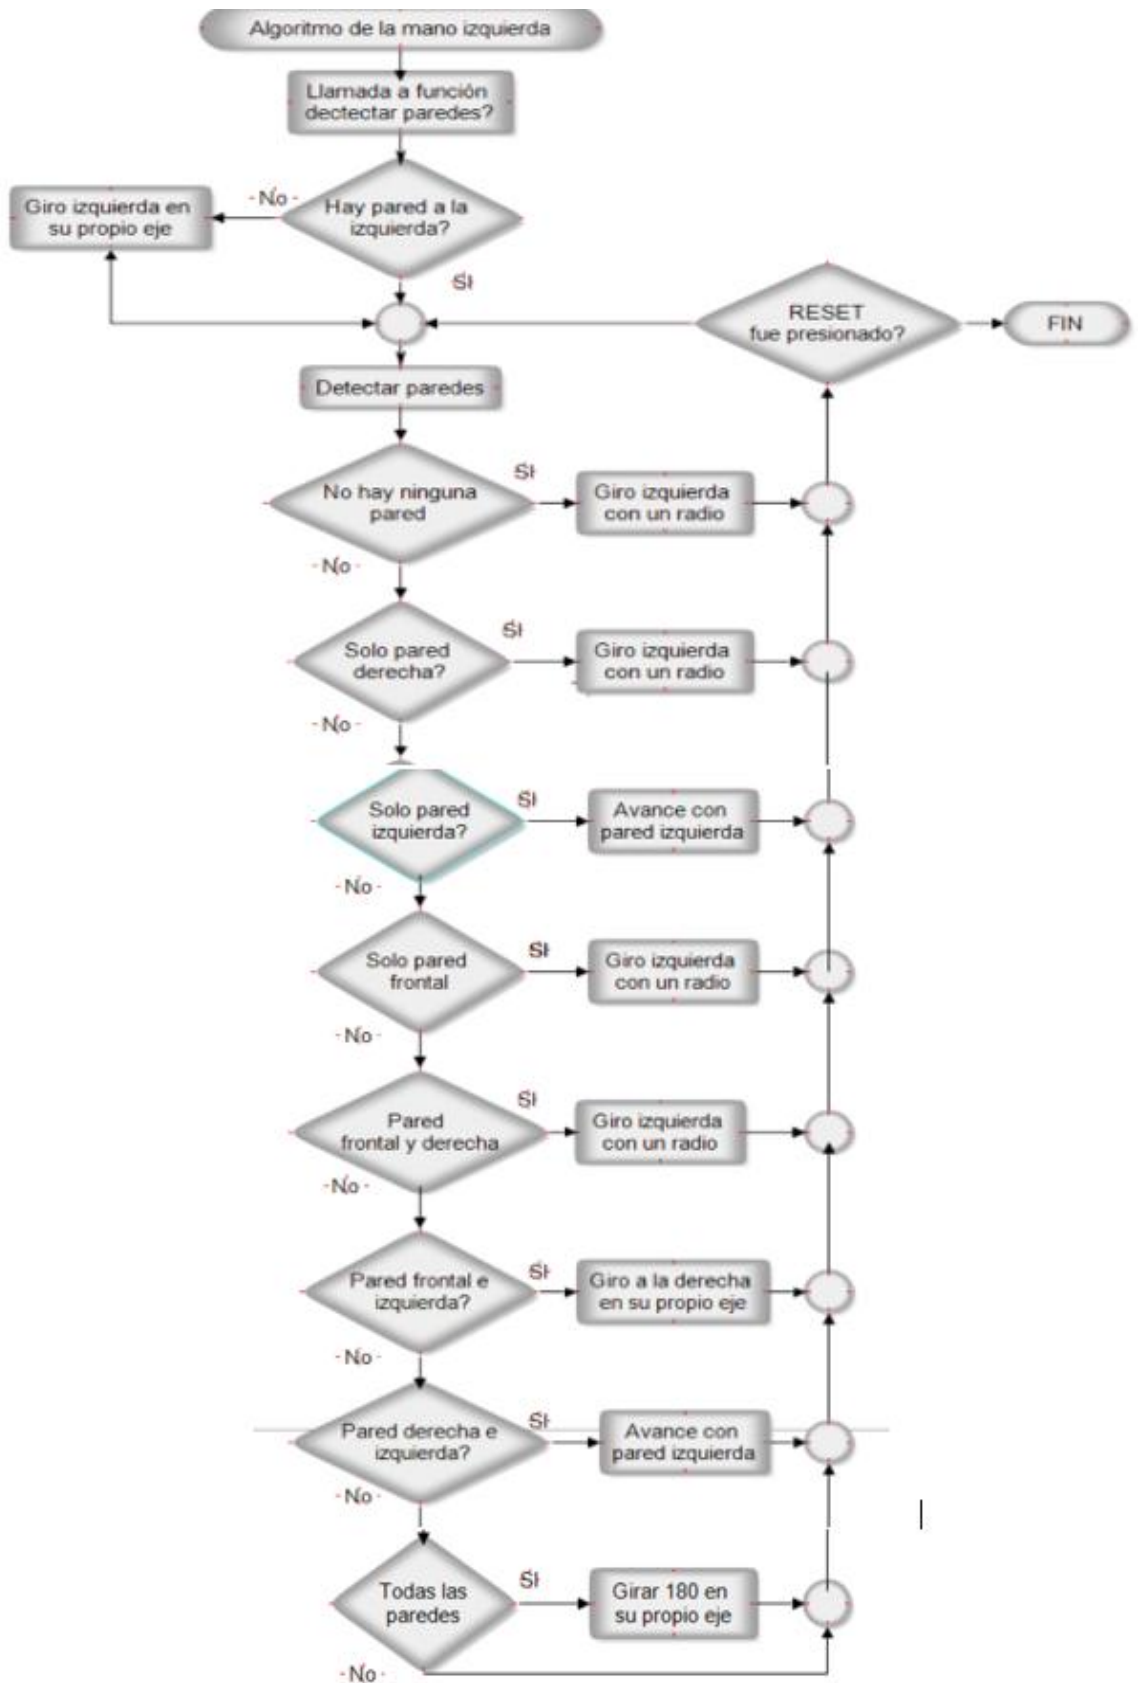 Algoritmo de la mano izquierda
Llamada a función
dectectar paredes?
Hay pared a la
izquierda?
No
Giro izquierda en
su propio eje
SI
RESET
fue presionado?
FIN
Detectar paredes
No hay ninguna
pared
SI
Giro izquierda
con un radio
No
Solo pared
derecha?
SI
Giro izquierda
con un radio
No
Solo pared
izquierda?
SI
Avance con
pared izquierda
No
Solo pared
frontal
SI
Giro izquierda
con un radio
No
Pared
frontal y derecha
SI
Giro izquierda
con un radio
No
Pared frontal e
izquierda?
SI
Giro a la derecha
en su propio eje
No
Pared derecha e
izquierda?
SI
Avance con
pared izquierda
No
Todas las
paredes
SI
Girar 180 en
su propio eje
No